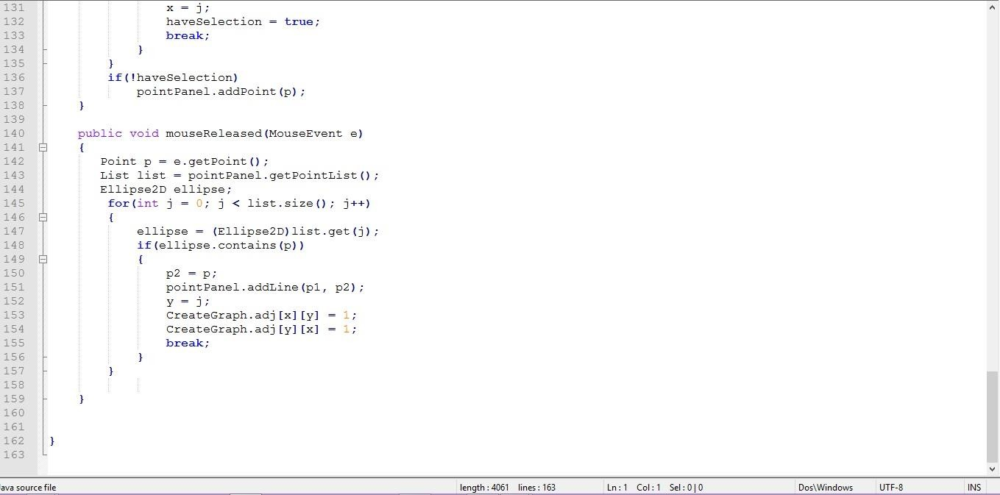 131 x = j;
132 haveSelection = true;
133 break;
134 }
135 }
136 if(!haveSelection)
137 pointPanel.addPoint(p);
138 }
139
140 public void mouseReleased(MouseEvent e)
141 {
142 Point p = e.getPoint();
143 List list = pointPanel.getPointList();
144 Ellipse2D ellipse;
145 for(int j = 0; j < list.size(); j++)
146 {
147 ellipse = (Ellipse2D)list.get(j);
148 if(ellipse.contains(p))
149 {
150 p2 = p;
151 pointPanel.addLine(p1, p2);
152 y = j;
153 CreateGraph.adj[x][y] = 1;
154 CreateGraph.adj[y][x] = 1;
155 break;
156 }
157 }
158
159 }
160
161
162 }
163
ava source file length : 4061 lines : 163 Ln : 1 Col : 1 Sel : 0 | 0 Dos\Windows UTF-8 INS